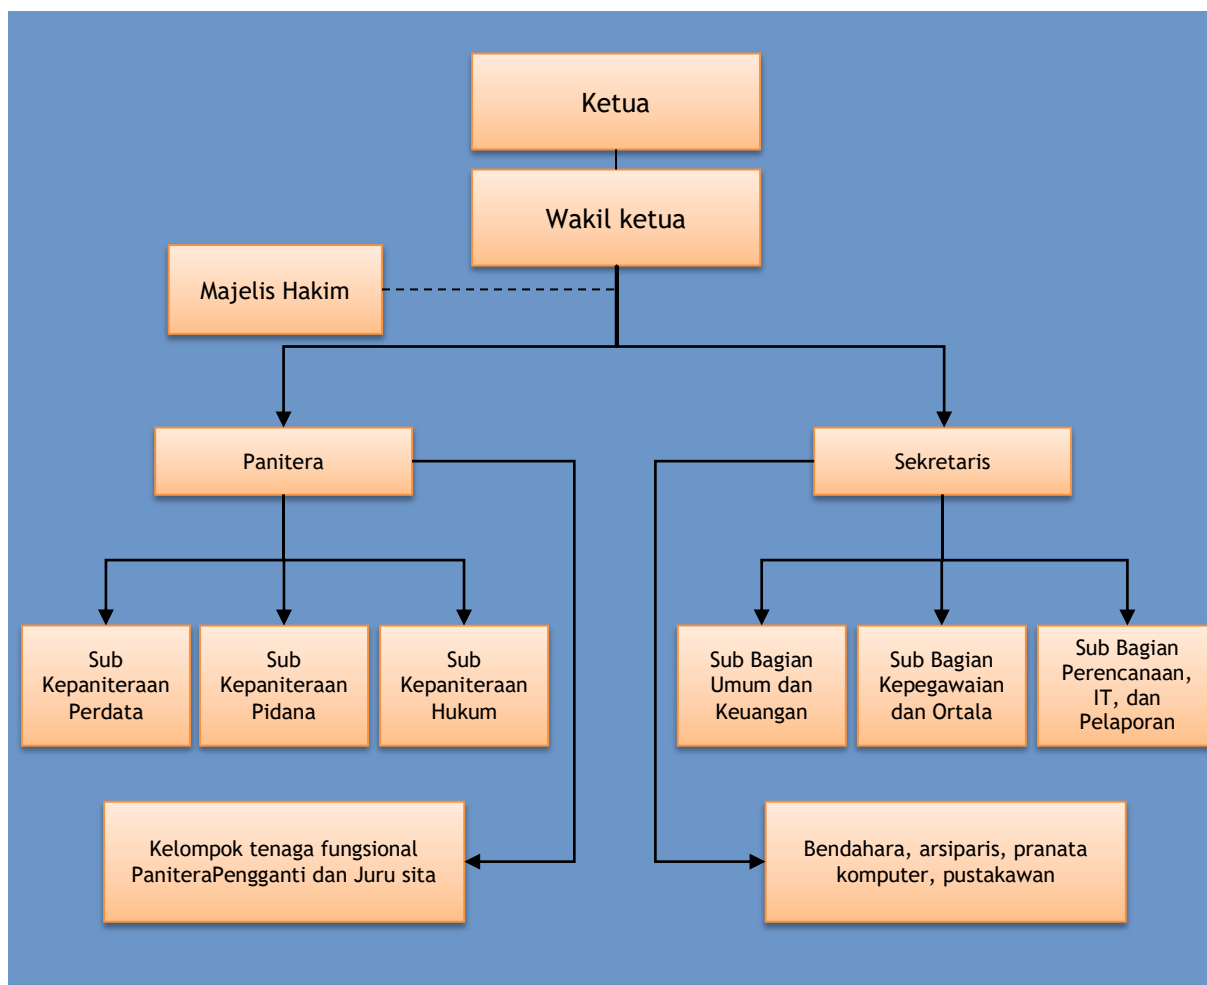 Ketua
Wakil ketua
Majelis Hakim
Panitera
Sekretaris
Sub
Kepaniteraan
Perdata
Sub
Kepaniteraan
Pidana
Sub
Kepaniteraan
Hukum
Sub Bagian
Umum dan
Keuangan
Sub Bagian
Kepegawaian
dan Ortala
Sub Bagian
Perencanaan,
IT, dan
Pelaporan
Kelompok tenaga fungsional
PaniteraPengganti dan Juru sita
Bendahara, arsiparis, pranata
komputer, pustakawan